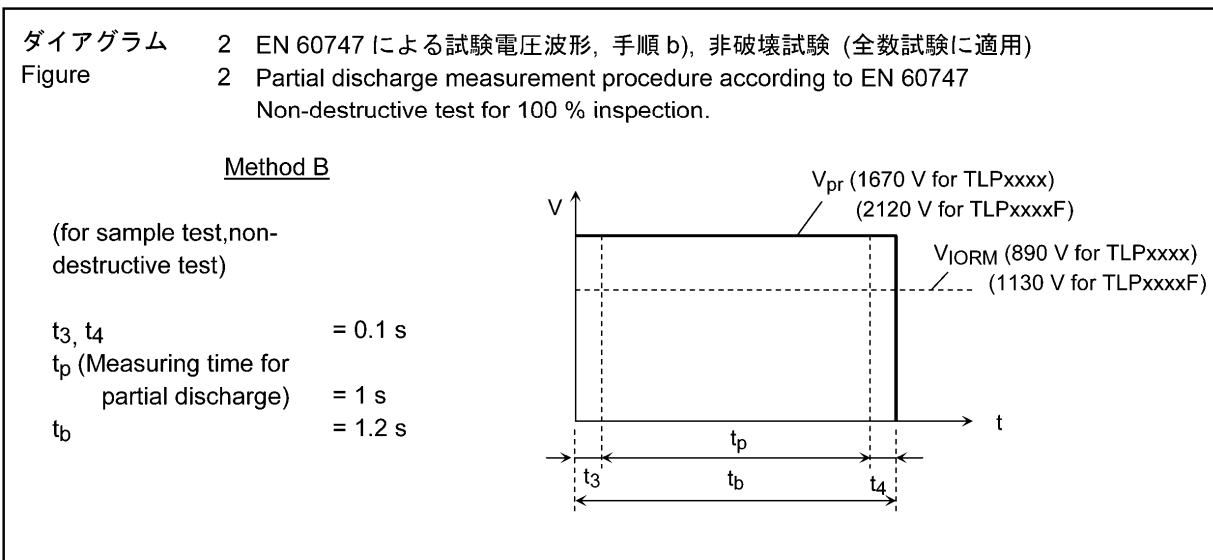 ダイアグラム 2 EN 60747 による試験電圧波形, 手順 b), 非破壊試験 (全数試験に適用)
Figure 2 Partial discharge measurement procedure according to EN 60747
Non-destructive test for 100 % inspection.
Method B
(for sample test,non-
destructive test)
t3, t4 = 0.1 s
tp (Measuring time for
partial discharge) = 1 s
tb = 1.2 s
V
Vpr (1670 V for TLPxxxx)
(2120 V for TLPxxxxF)
VIORM (890 V for TLPxxxx)
(1130 V for TLPxxxxF)
t
tp
t3 tb t4